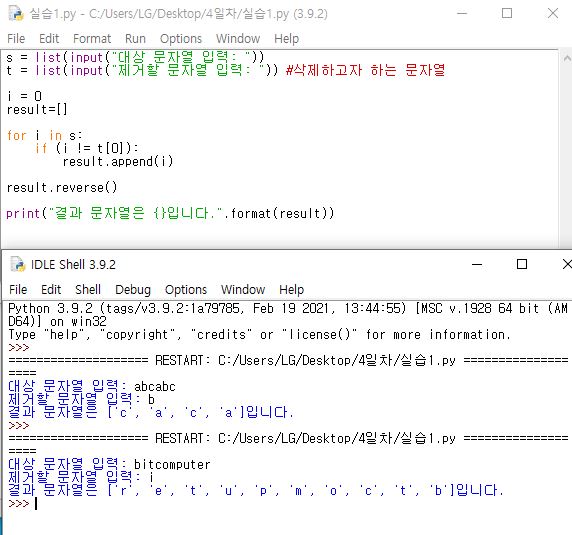 실습1.py - C:/Users/LG/Desktop/4일차/실습1.py (3.9.2)
File Edit Format Run Options Window Help
s = list(input("대상 문자열 입력: "))
t = list(input("제거할 문자열 입력: ")) #삭제하고자 하는 문자열
i = 0
result=[]
for i in s:
if (i != t[0]):
result.append(i)
result.reverse()
print("결과 문자열은 {}입니다.".format(result))
IDLE Shell 3.9.2
File Edit Shell Debug Options Window Help
Python 3.9.2 (tags/v3.9.2:1a79785, Feb 19 2021, 13:44:55) [MSC v.1928 64 bit (AM
D64)] on win32
Type "help", "copyright", "credits" or "license()" for more information.
>>>
==================== RESTART: C:/Users/LG/Desktop/4일차/실습1.py ===============
====
대상 문자열 입력: abcabc
제거할 문자열 입력: b
결과 문자열은 ['c', 'a', 'c', 'a']입니다.
>>>
==================== RESTART: C:/Users/LG/Desktop/4일차/실습1.py ===============
====
대상 문자열 입력: bitcomputer
제거할 문자열 입력: i
결과 문자열은 ['r', 'e', 't', 'u', 'p', 'm', 'o', 'c', 't', 'b']입니다.
>>>